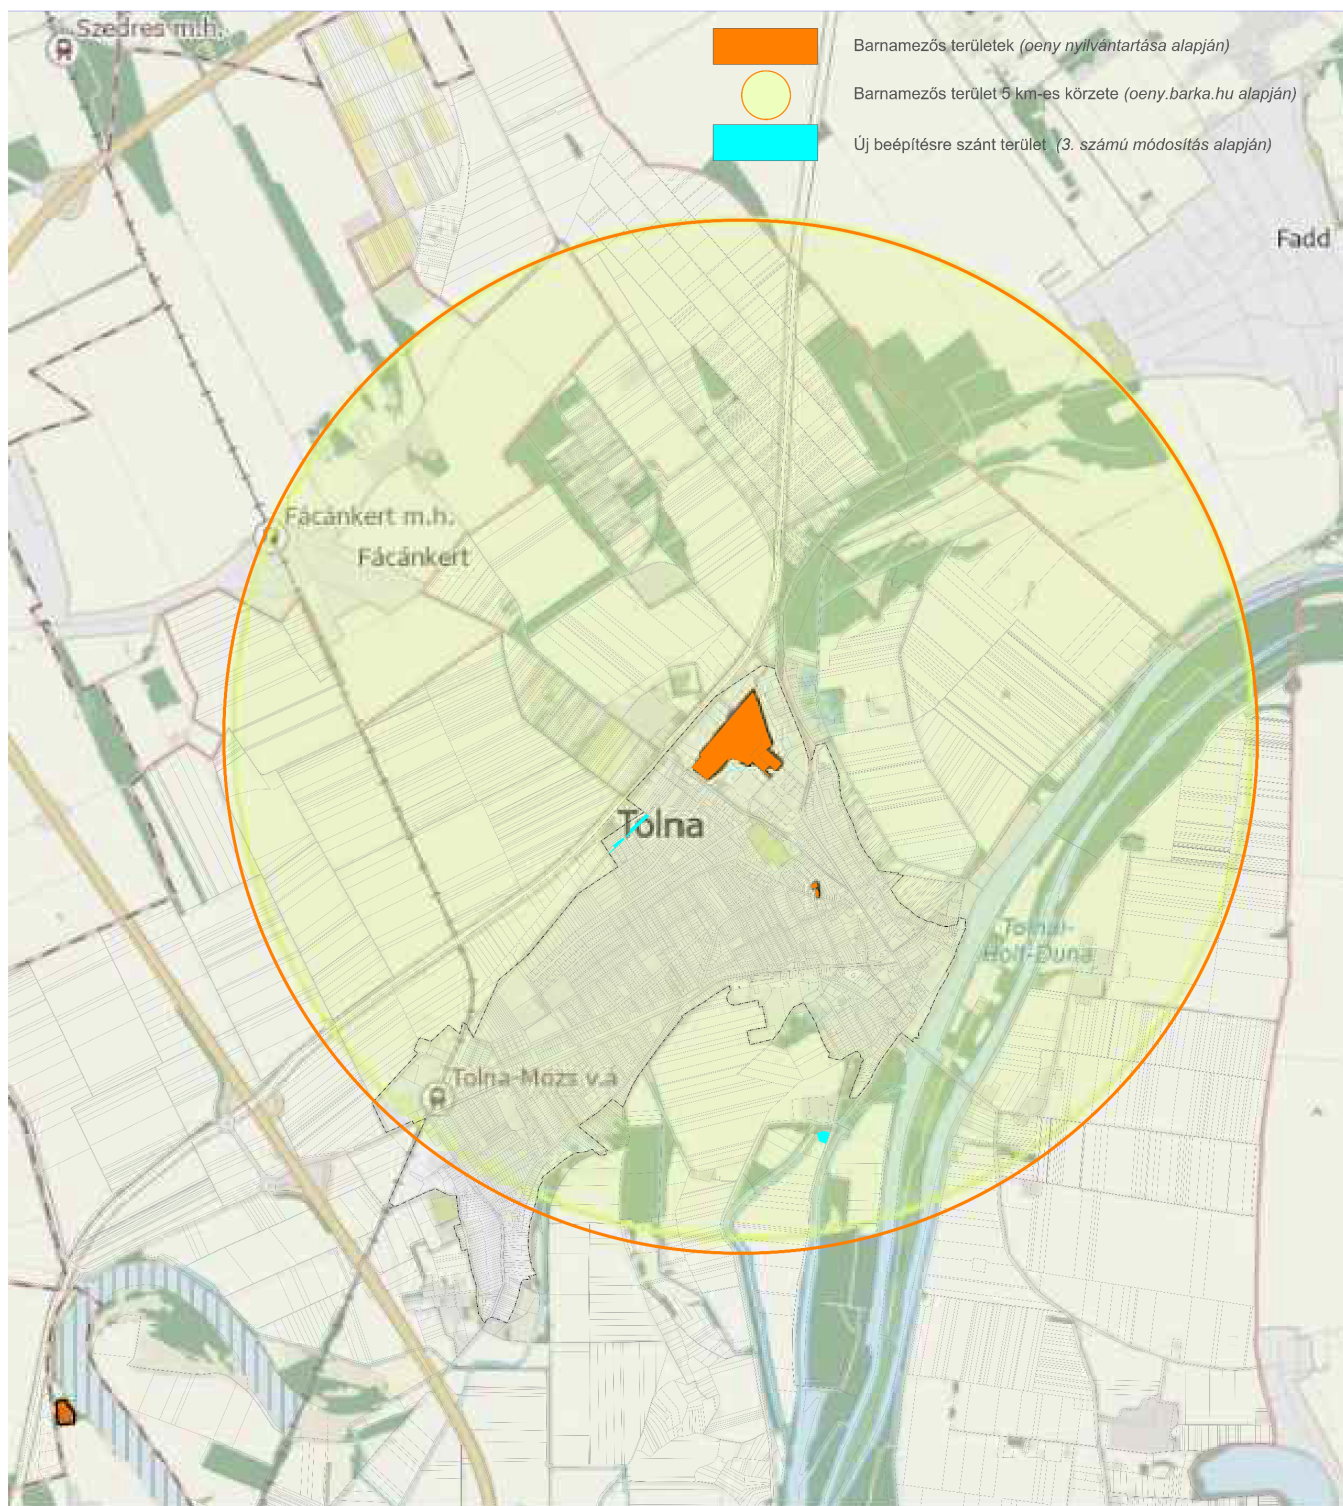 Szedres m.h.
Barnamezős területek (oeny nyilvántartása alapján)
Barnamezős terület 5 km-es körzete (oeny.barka.hu alapján)
Új beépítésre szánt terület (3. számú módosítás alapján)
Fadd
Fácánkert m.h.
Fácánkert
Tolna
Tolnai-
Holt-Duna
Tolna-Mözs v.á